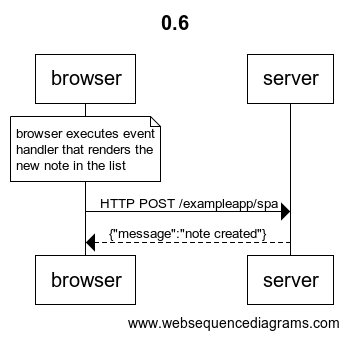 0.6
browser
server
browser executes event
handler that renders the
new note in the list
HTTP POST /exampleapp/spa
{"message":"note created"}
browser
server
www.websequencediagrams.com